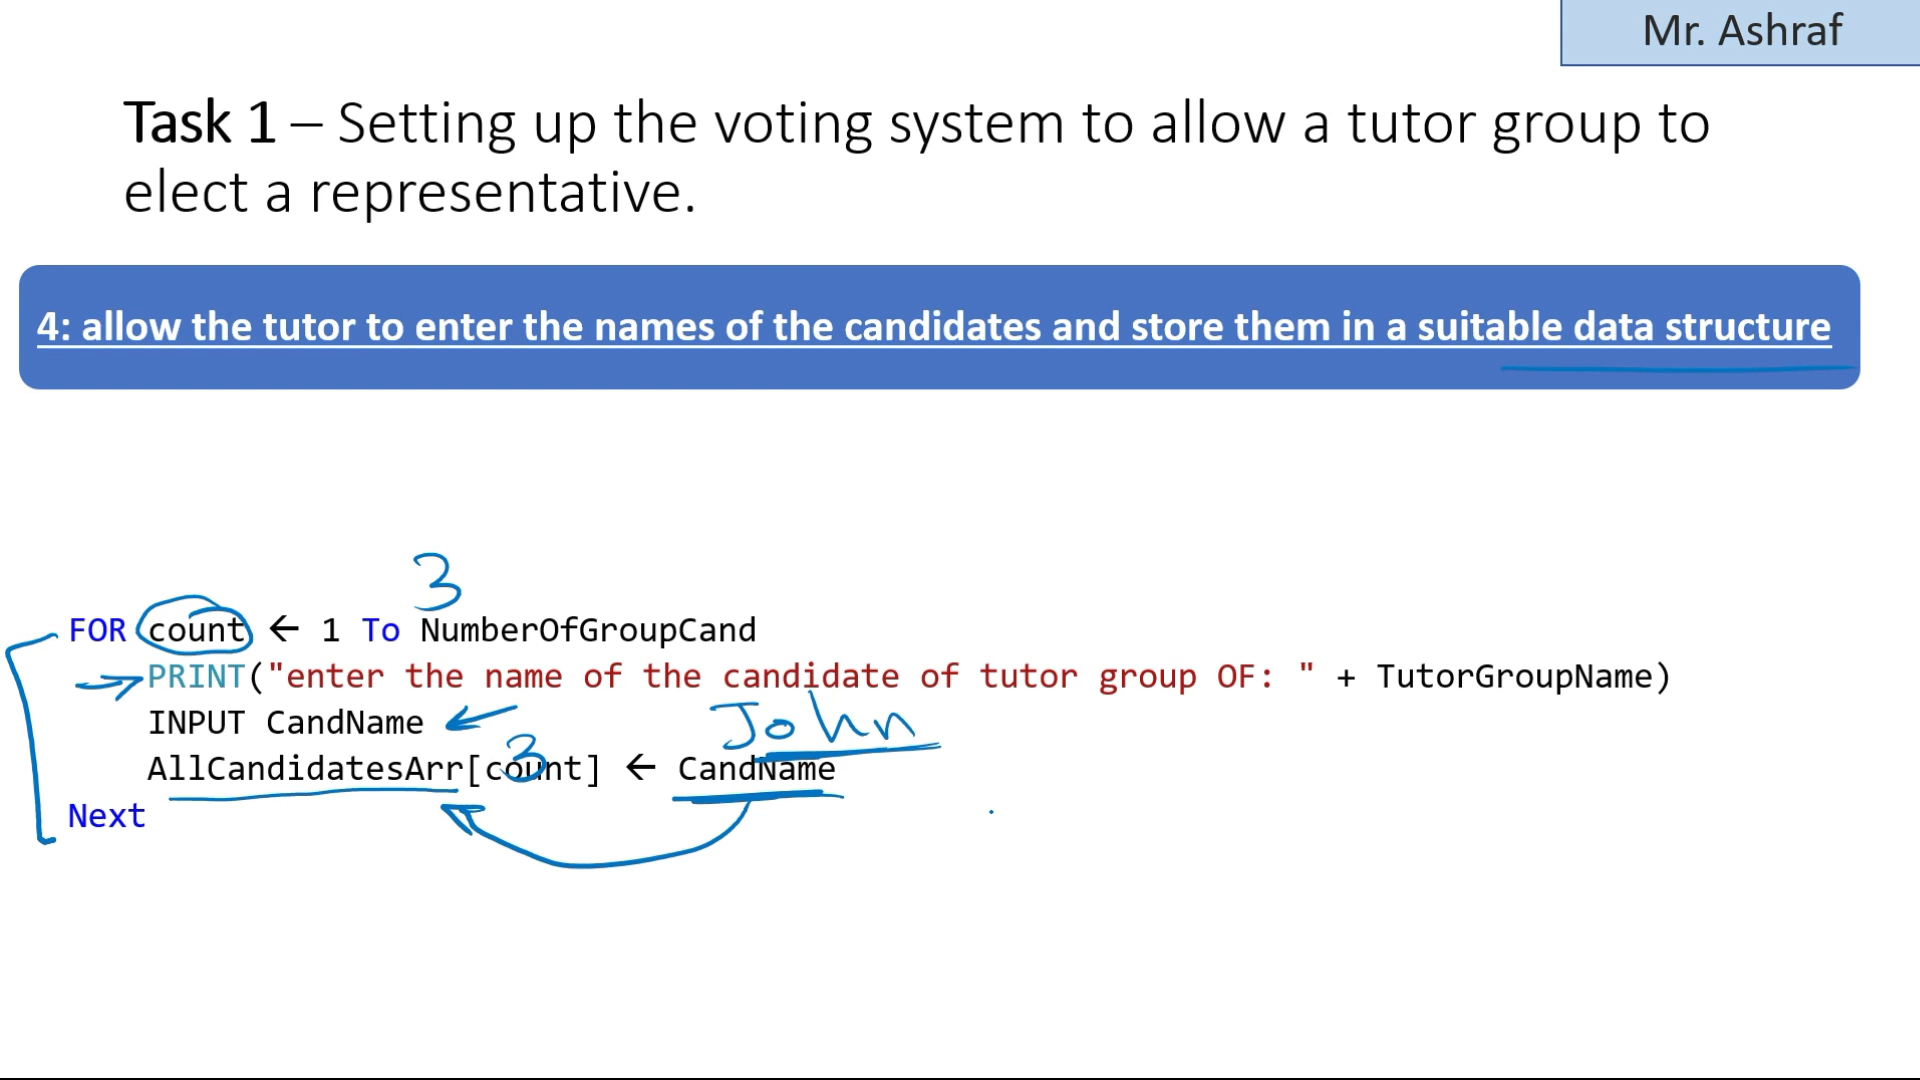 Mr. Ashraf
Task 1 – Setting up the voting system to allow a tutor group to
elect a representative.
4: allow the tutor to enter the names of the candidates and store them in a suitable data structure
3
FOR count ← 1 To NumberOfGroupCand
PRINT("enter the name of the candidate of tutor group OF: " + TutorGroupName)
INPUT CandName
John
3
AllCandidatesArr[count] ← CandName
Next